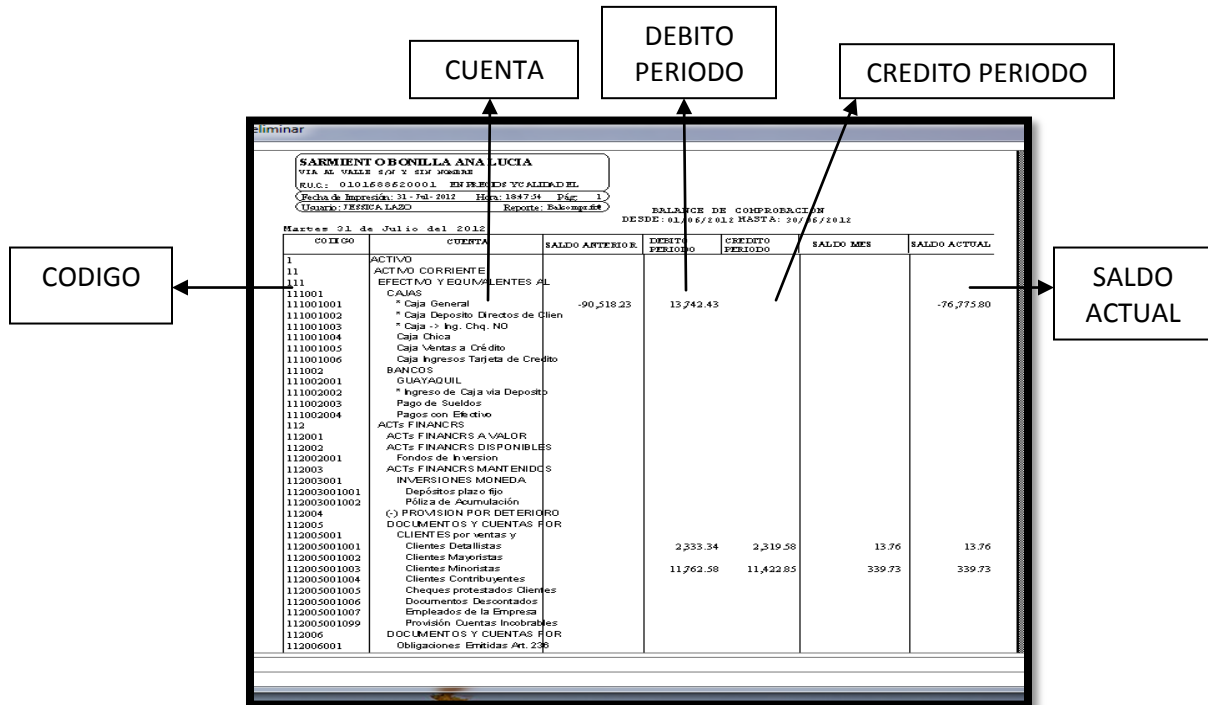 CUENTA
DEBITO
PERIODO
CREDITO PERIODO
CODIGO
SALDO
ACTUAL
eliminar
SARMIENTO BONILLA ANA LUCIA
VIA AL VALLE S/N Y SIN NOMBRE
R.U.C.: 0101688620001 EN PRECIOS Y CALIDAD EL
Fecha de Impresión: 31 - Jul - 2012 Hora: 18:47:54 Pág: 1
Usuario: JESSICA LAZO Reporte: Balcompr.frx
BALANCE DE COMPROBACION
DESDE: 01/06/2012 HASTA: 30/06/2012
Martes 31 de Julio del 2012
CODIGO CUENTA SALDO ANTERIOR DEBITO PERIODO CREDITO PERIODO SALDO MES SALDO ACTUAL
1 ACTIVO
11 ACTIVO CORRIENTE
111 EFECTIVO Y EQUIVALENTES AL
111001 CAJAS
111001001 * Caja General -90,518.23 13,742.43 -76,775.80
111001002 * Caja Deposito Directos de Clien
111001003 * Caja -> Ing. Chq. NO
111001004 Caja Chica
111001005 Caja Ventas a Crédito
111001006 Caja Ingresos Tarjeta de Credito
111002 BANCOS
111002001 GUAYAQUIL
111002002 * Ingreso de Caja via Deposito
111002003 Pago de Sueldos
111002004 Pagos con Efectivo
112 ACTs FINANCRS
112001 ACTs FINANCRS A VALOR
112002 ACTs FINANCRS DISPONIBLES
112002001 Fondos de Inversion
112003 ACTs FINANCRS MANTENIDOS
112003001 INVERSIONES MONEDA
112003001001 Depósitos plazo fijo
112003001002 Póliza de Acumulación
112004 (-) PROVISION POR DETERIORO
112005 DOCUMENTOS Y CUENTAS POR
112005001 CLIENTES por ventas y
112005001001 Clientes Detallistas 2,333.34 2,319.58 13.76 13.76
112005001002 Clientes Mayoristas
112005001003 Clientes Minoristas 11,762.58 11,422.85 339.73 339.73
112005001004 Clientes Contribuyentes
112005001005 Cheques protestados Clientes
112005001006 Documentos Descontados
112005001007 Empleados de la Empresa
112005001099 Provisión Cuentas Incobrables
112006 DOCUMENTOS Y CUENTAS POR
112006001 Obligaciones Emitidas Art. 236